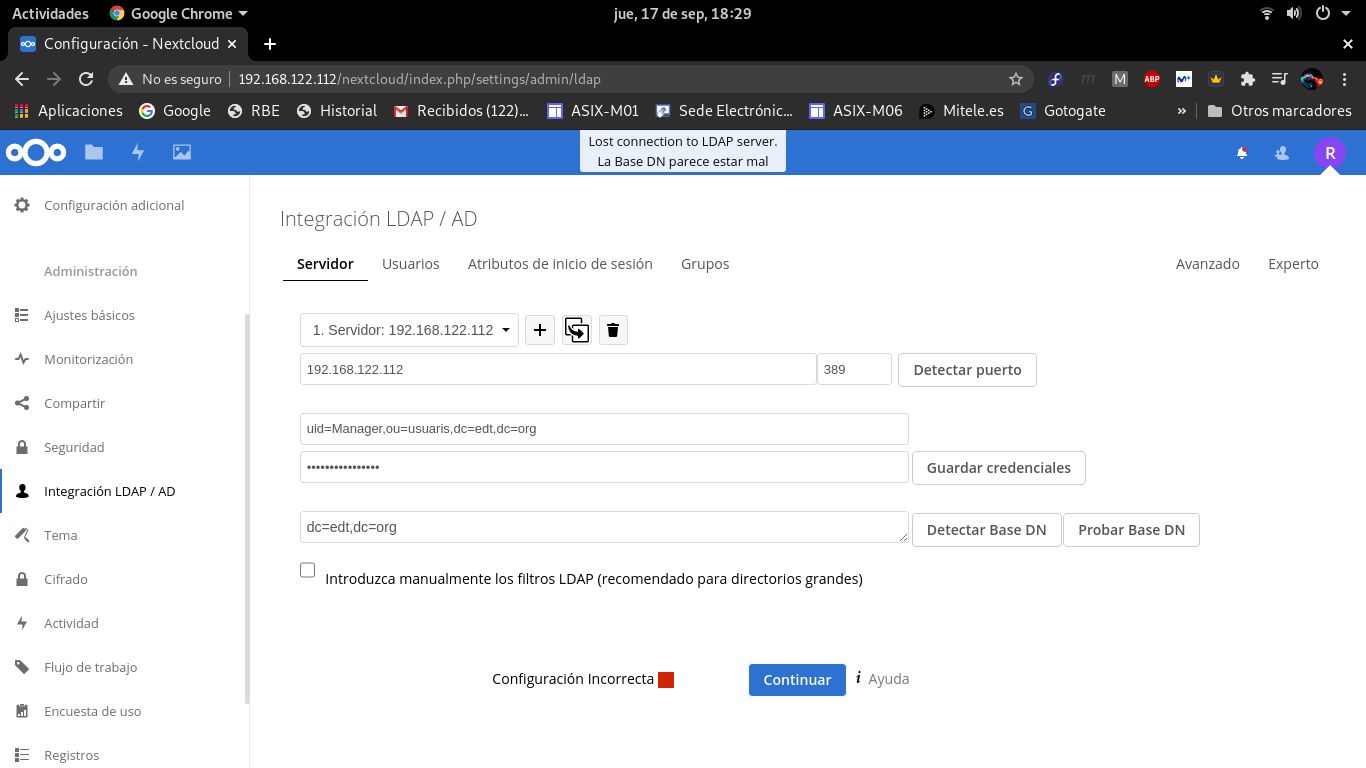 Actividades Google Chrome jue, 17 de sep, 18:29
Configuración - Nextcloud
No es seguro 192.168.122.112/nextcloud/index.php/settings/admin/ldap
Aplicaciones Google RBE Historial Recibidos (122)... ASIX-M01 Sede Electrónic... ASIX-M06 Mitele.es Gotogate » Otros marcadores
Lost connection to LDAP server.
La Base DN parece estar mal
R
Configuración adicional
Administración
Ajustes básicos
Monitorización
Compartir
Seguridad
Integración LDAP / AD
Tema
Cifrado
Actividad
Flujo de trabajo
Encuesta de uso
Registros
Integración LDAP / AD
Servidor Usuarios Atributos de inicio de sesión Grupos Avanzado Experto
1. Servidor: 192.168.122.112
192.168.122.112 389 Detectar puerto
uid=Manager,ou=usuaris,dc=edt,dc=org
•••••••••••••••• Guardar credenciales
dc=edt,dc=org Detectar Base DN Probar Base DN
Introduzca manualmente los filtros LDAP (recomendado para directorios grandes)
Configuración Incorrecta Continuar i Ayuda